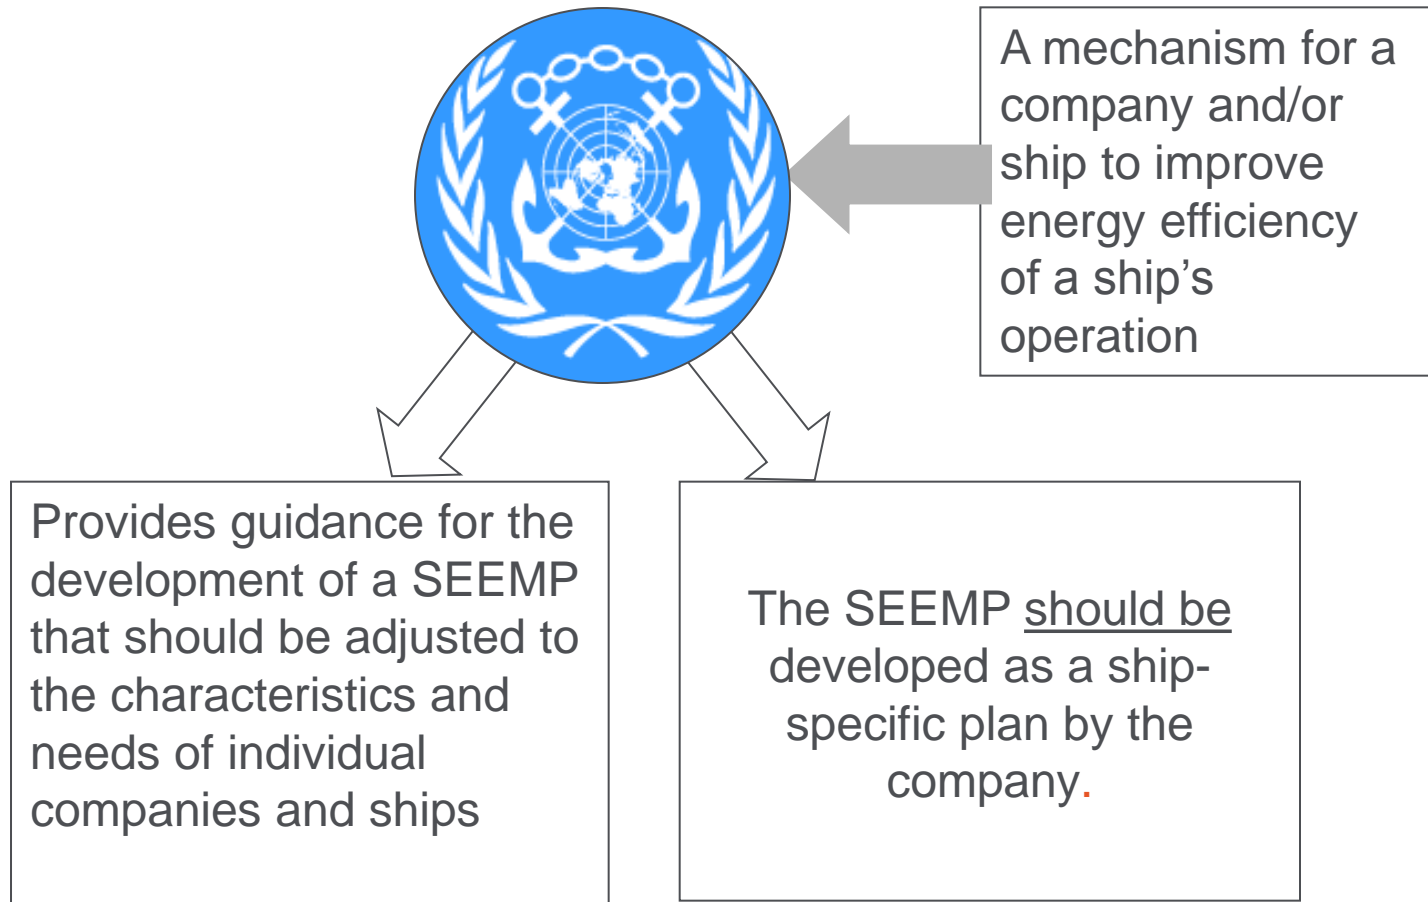 A mechanism for a
company and/or
ship to improve
energy efficiency
of a ship’s
operation
Provides guidance for the
development of a SEEMP
that should be adjusted to
the characteristics and
needs of individual
companies and ships
The SEEMP should be
developed as a ship-
specific plan by the
company.